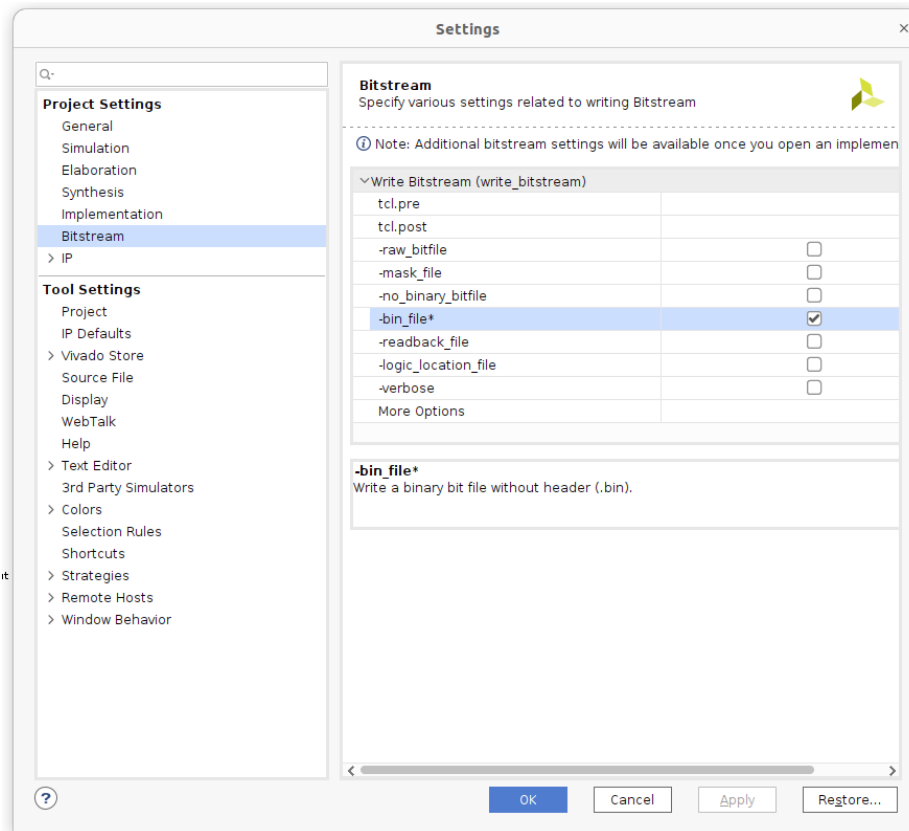 Settings
Project Settings
General
Simulation
Elaboration
Synthesis
Implementation
Bitstream
IP
Tool Settings
Project
IP Defaults
Vivado Store
Source File
Display
WebTalk
Help
Text Editor
3rd Party Simulators
Colors
Selection Rules
Shortcuts
Strategies
Remote Hosts
Window Behavior
Bitstream
Specify various settings related to writing Bitstream
Note: Additional bitstream settings will be available once you open an implemen
Write Bitstream (write_bitstream)
tcl.pre
tcl.post
-raw_bitfile
-mask_file
-no_binary_bitfile
-bin_file*
-readback_file
-logic_location_file
-verbose
More Options
-bin_file*
Write a binary bit file without header (.bin).
?
OK
Cancel
Apply
Restore...